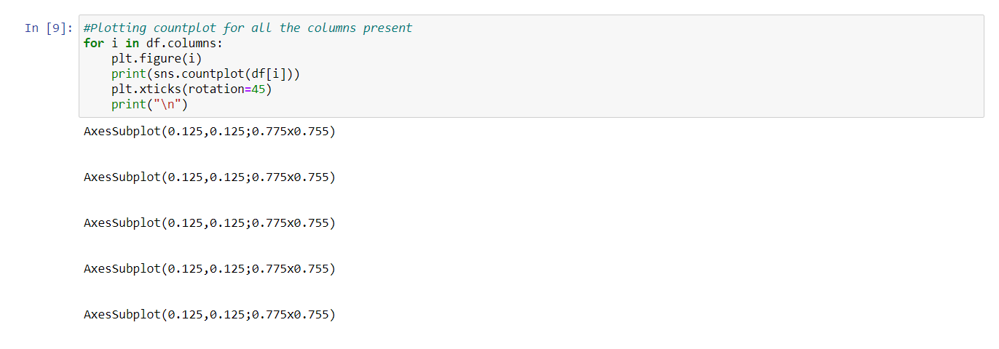 In [9]: #Plotting countplot for all the columns present
for i in df.columns:
    plt.figure(i)
    print(sns.countplot(df[i]))
    plt.xticks(rotation=45)
    print("\n")
AxesSubplot(0.125,0.125;0.775x0.755)
AxesSubplot(0.125,0.125;0.775x0.755)
AxesSubplot(0.125,0.125;0.775x0.755)
AxesSubplot(0.125,0.125;0.775x0.755)
AxesSubplot(0.125,0.125;0.775x0.755)